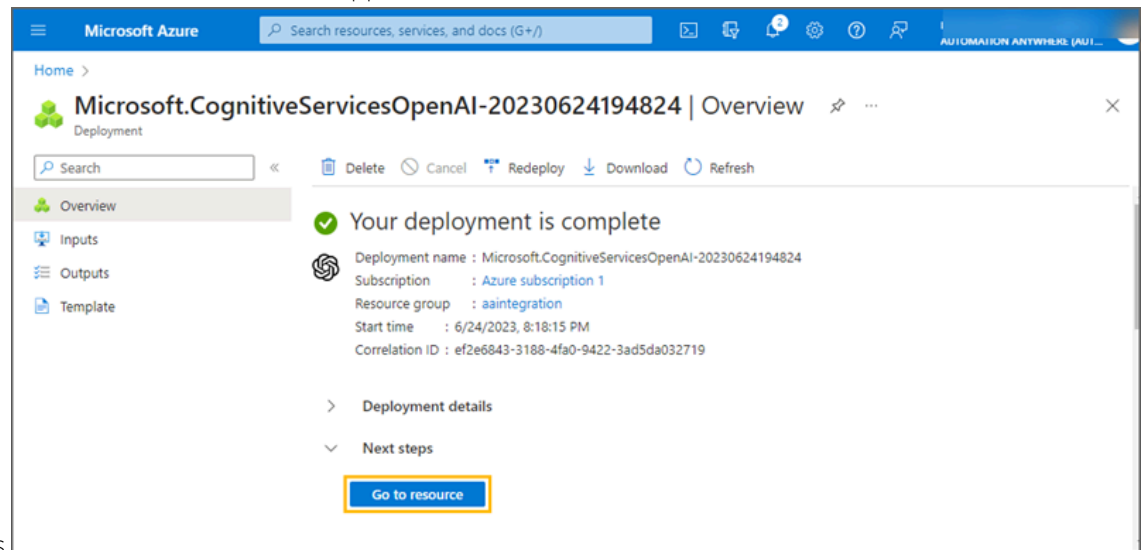 Microsoft Azure
Search resources, services, and docs (G+/)
2
AUTOMATION ANYWHERE (AUT...
Home >
Microsoft.CognitiveServicesOpenAI-20230624194824 | Overview
Deployment
Search
Delete Cancel Redeploy Download Refresh
Overview
Inputs
Outputs
Template
Your deployment is complete
Deployment name : Microsoft.CognitiveServicesOpenAI-20230624194824
Subscription : Azure subscription 1
Resource group : aaintegration
Start time : 6/24/2023, 8:18:15 PM
Correlation ID : ef2e6843-3188-4fa0-9422-3ad5da032719
Deployment details
Next steps
Go to resource